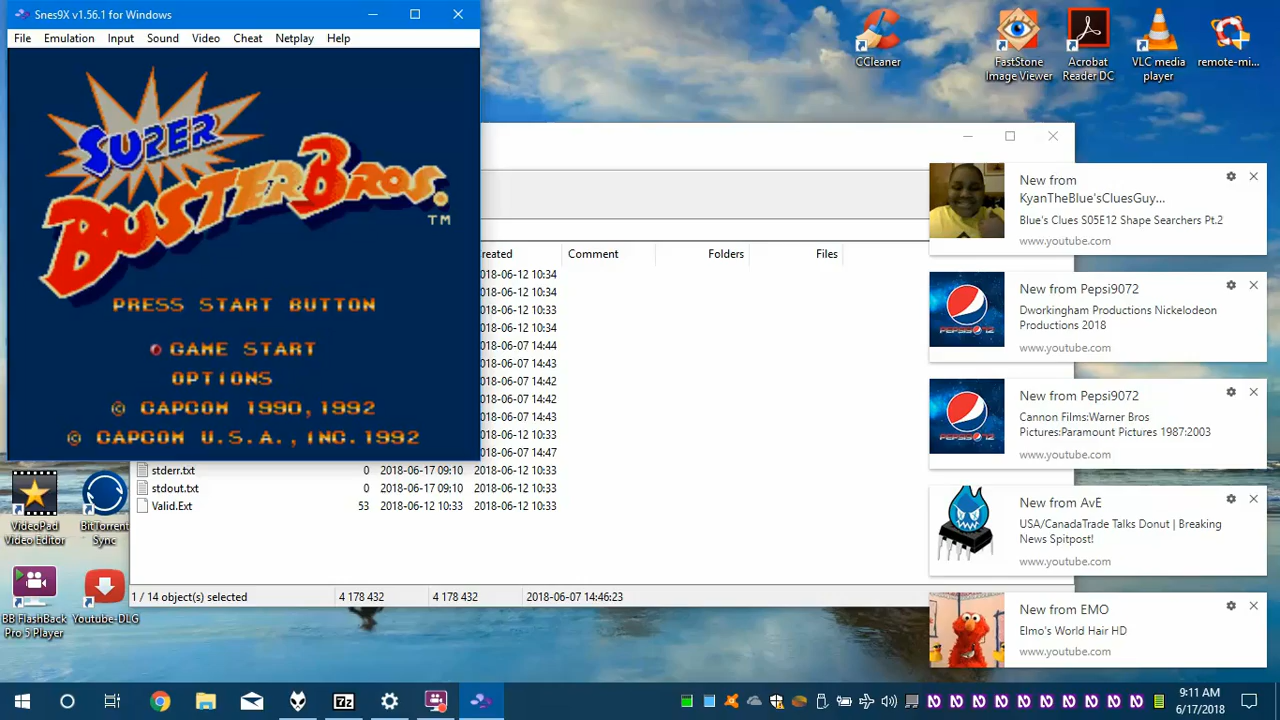 Snes9X v1.56.1 for Windows
File Emulation Input Sound Video Cheat Netplay Help
SUPER
BUSTER BROS.
TM
PRESS START BUTTON
GAME START
OPTIONS
© CAPCOM 1990,1992
© CAPCOM U.S.A.,INC.1992
CCleaner
FastStone
Image Viewer
Acrobat
Reader DC
VLC media
player
remote-mi...
reated Comment Folders Files
2018-06-12 10:34
2018-06-12 10:34
2018-06-12 10:33
2018-06-12 10:34
2018-06-07 14:44
2018-06-07 14:43
2018-06-07 14:42
2018-06-07 14:42
2018-06-07 14:43
2018-06-12 10:33
2018-06-07 14:47
stderr.txt 0 2018-06-17 09:10 2018-06-12 10:33
stdout.txt 0 2018-06-17 09:10 2018-06-12 10:33
Valid.Ext 53 2018-06-12 10:33 2018-06-12 10:33
1 / 14 object(s) selected 4 178 432 4 178 432 2018-06-07 14:46:23
New from
KyanTheBlue'sCluesGuy...
Blue's Clues S05E12 Shape Searchers Pt.2
www.youtube.com
New from Pepsi9072
Dworkingham Productions Nickelodeon
Productions 2018
www.youtube.com
PEPSI9072
New from Pepsi9072
Cannon Films:Warner Bros
Pictures:Paramount Pictures 1987:2003
www.youtube.com
PEPSI9072
New from AvE
USA/CanadaTrade Talks Donut | Breaking
News Spitpost!
www.youtube.com
New from EMO
Elmo's World Hair HD
www.youtube.com
VideoPad
Video Editor
BitTorrent
Sync
BB FlashBack
Pro 5 Player
Youtube-DLG
7z
9:11 AM
6/17/2018